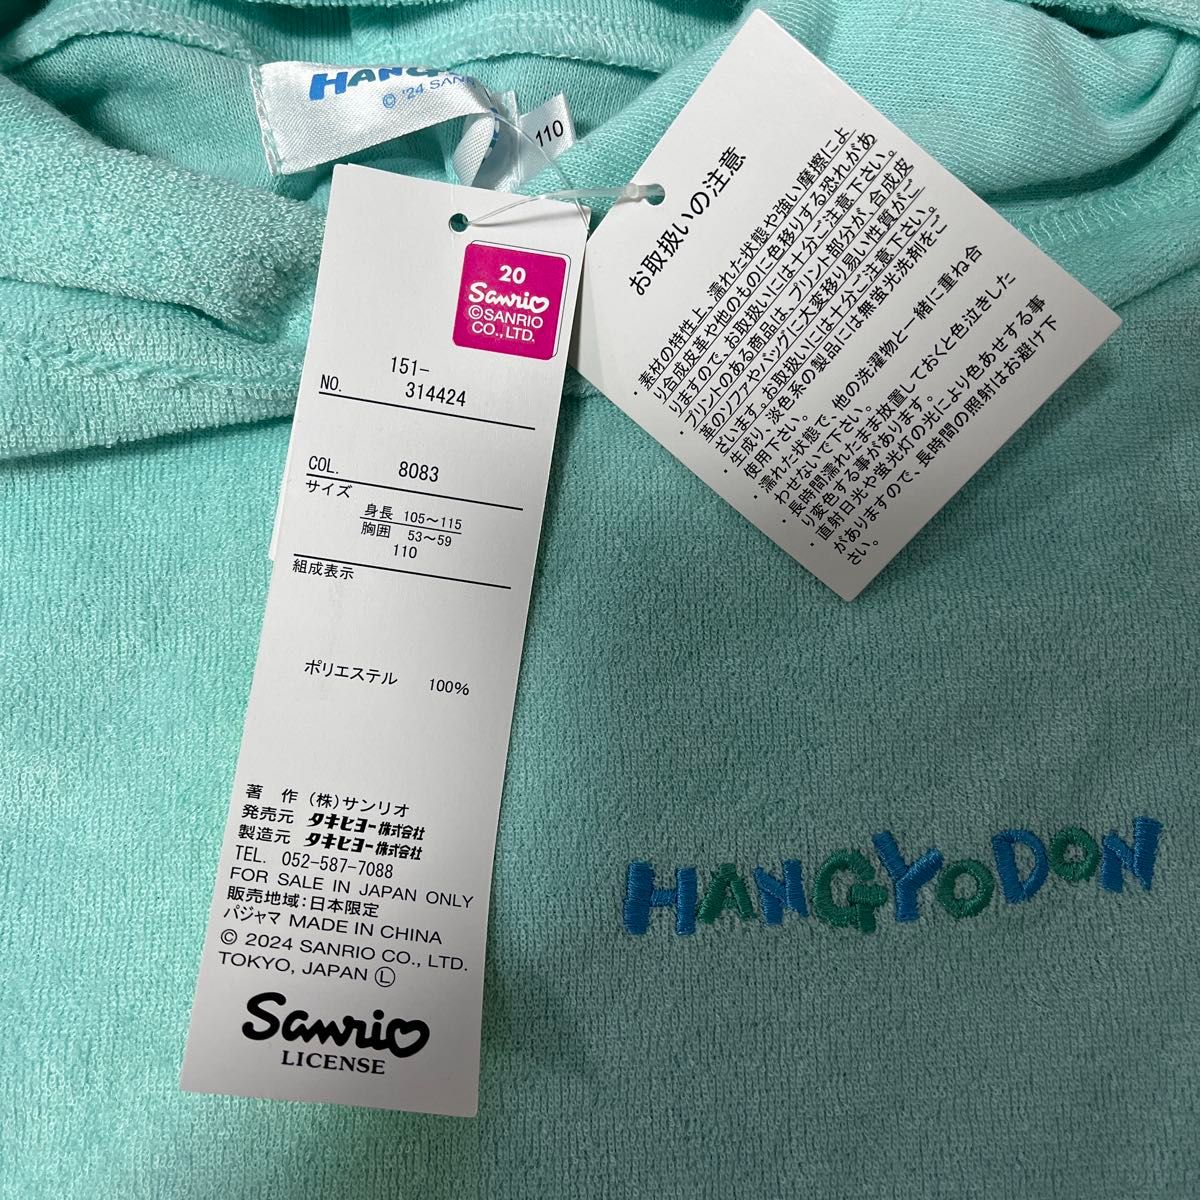 HANGY
© '24 SAN
110
20
Sanrio
©SANRIO
CO., LTD.
151-
NO. 314424
COL. 8083
サイズ
身長 105～115
胸囲 53～59
110
組成表示
ポリエステル 100%
著 作 (株)サンリオ
発売元 タキヒヨー株式会社
製造元 タキヒヨー株式会社
TEL. 052-587-7088
FOR SALE IN JAPAN ONLY
販売地域:日本限定
パジャマ MADE IN CHINA
© 2024 SANRIO CO., LTD.
TOKYO, JAPAN Ⓛ
Sanrio
LICENSE
お取扱いの注意
・素材の特性上、濡れた状態や強い摩擦によ
り合成皮革や他のものに色移りする恐れがあ
りますので、お取扱いには十分ご注意下さい。
・プリントのある商品は、プリント部分が、合成皮
革のソファやバッグに大変移り易い性質がご
ざいます。お取扱いには十分ご注意下さい。
・生成り、淡色系の製品には無蛍光洗剤をご
使用下さい。
・濡れた状態で、他の洗濯物と一緒に重ね合
わせないで下さい。
・長時間濡れたまま放置しておくと色泣きした
り変色する事があります。
・直射日光や蛍光灯の光により色あせする事
がありますので、長時間の照射はお避け下
さい。
HANGYODON